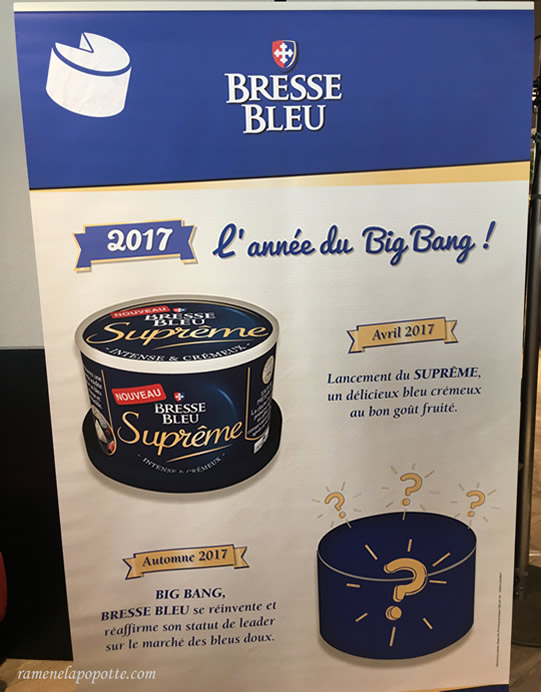 BRESSE
BLEU
2017
L'année du Big Bang !
NOUVEAU
BRESSE
BLEU
Suprême
· INTENSE & CRÉMEUX ·
NOUVEAU
BRESSE
BLEU
Suprême
· INTENSE & CRÉMEUX ·
Avril 2017
Lancement du SUPRÊME,
un délicieux bleu crémeux
au bon goût fruité.
? ? ?
?
Automne 2017
BIG BANG,
BRESSE BLEU se réinvente et
réaffirme son statut de leader
sur le marché des bleus doux.
ramenelapopotte.com